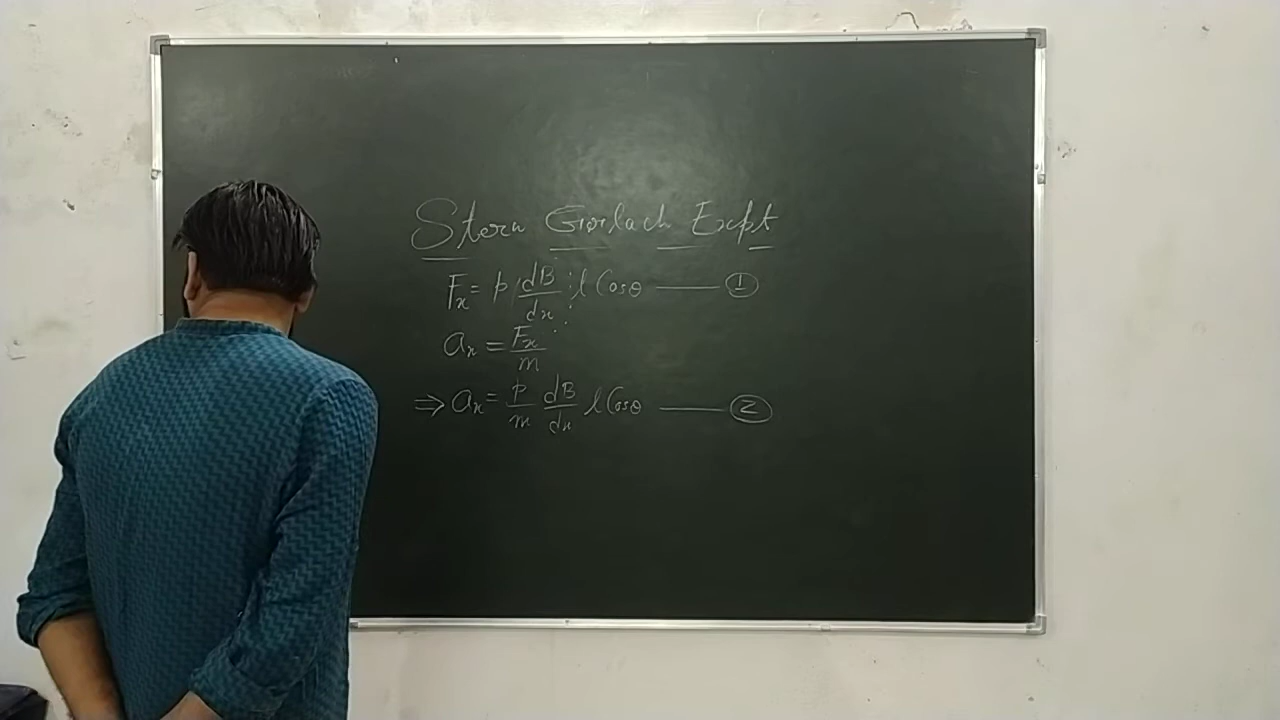 Stern Gerlach Expt
Fx = p dB/dx l Cosθ —— ①
ax = Fx/m
⇒ ax = p/m dB/dx l Cosθ —— ②